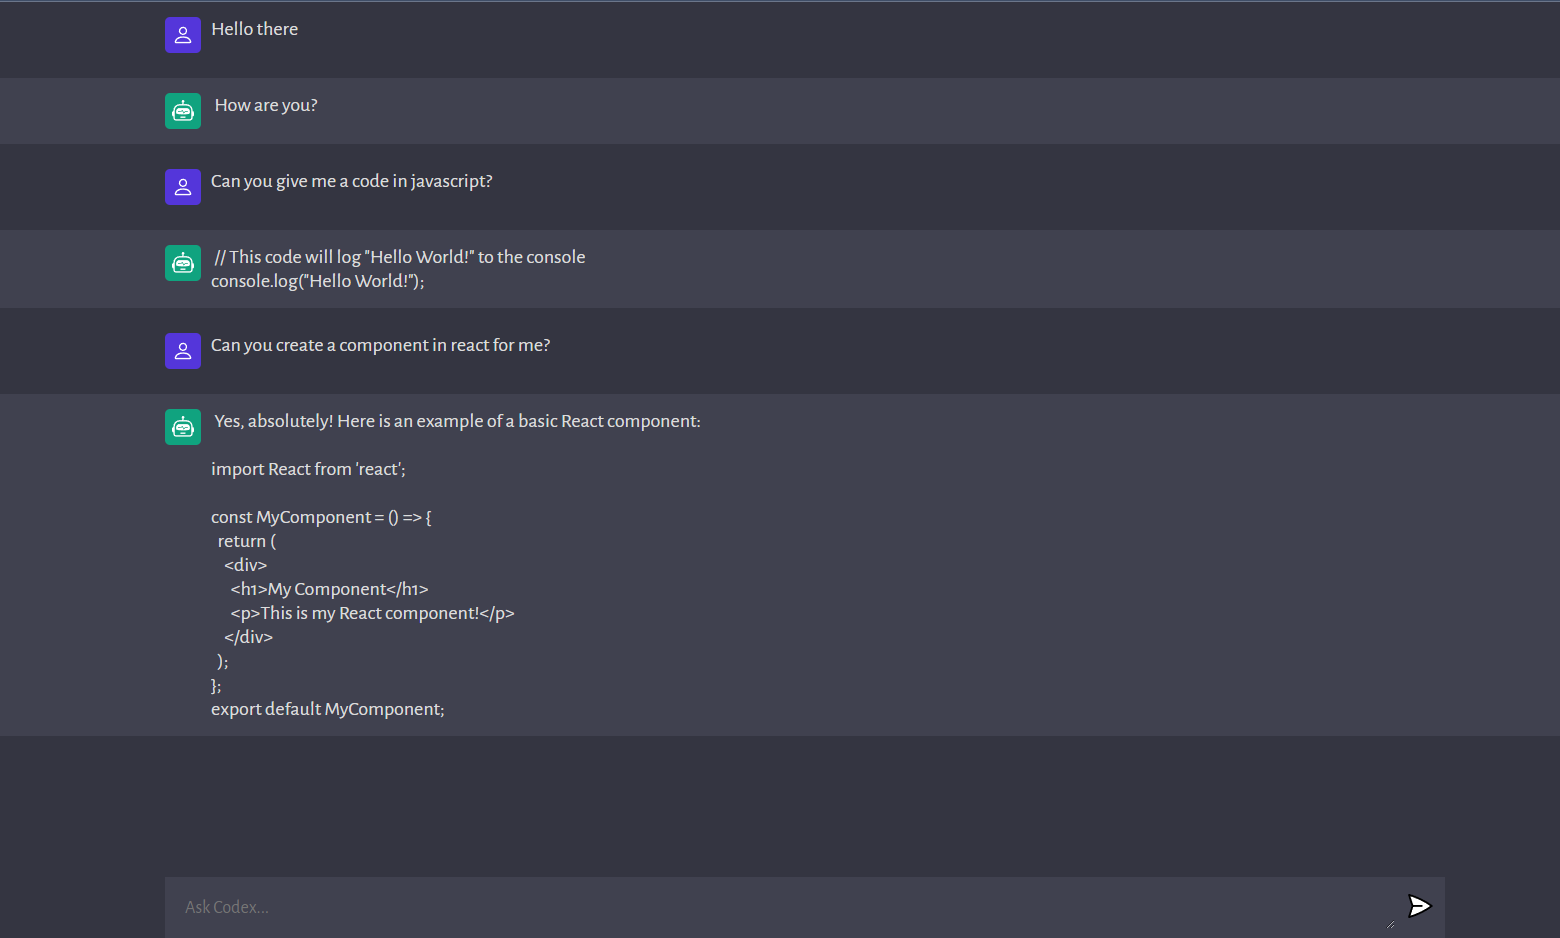 Hello there
How are you?
Can you give me a code in javascript?
// This code will log "Hello World!" to the console
console.log("Hello World!");
Can you create a component in react for me?
Yes, absolutely! Here is an example of a basic React component:
import React from 'react';
const MyComponent = () => {
  return (
    <div>
      <h1>My Component</h1>
      <p>This is my React component!</p>
    </div>
  );
};
export default MyComponent;
Ask Codex...